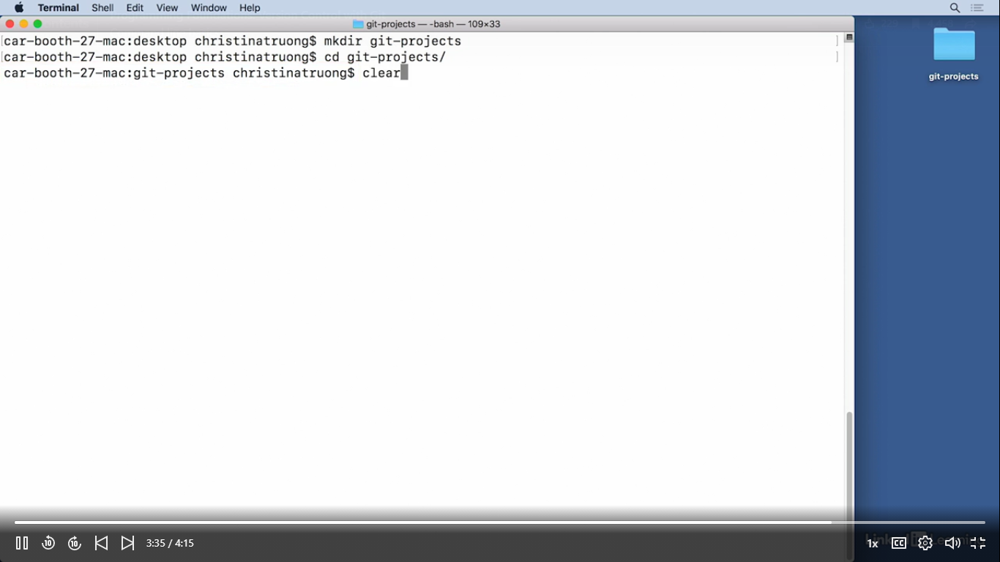 Terminal Shell Edit View Window Help
git-projects — -bash — 109×33
car-booth-27-mac:desktop christinatruong$ mkdir git-projects
car-booth-27-mac:desktop christinatruong$ cd git-projects/
car-booth-27-mac:git-projects christinatruong$ clear
git-projects
10
10
3:35 / 4:15
1x
CC